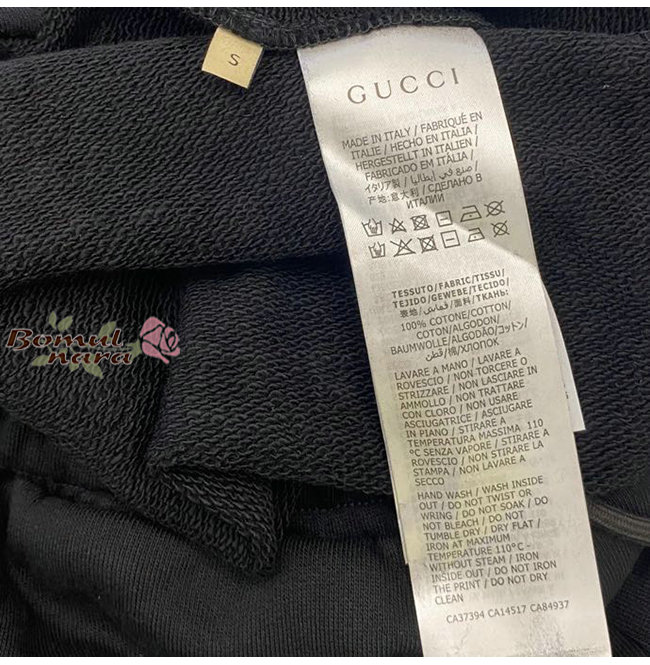 S
GUCCI
MADE IN ITALY / FABRIQUÉ EN
ITALIE / HECHO EN ITALIA /
HERGESTELLT IN ITALIEN /
FABRICADO EM ITÁLIA /
イタリア製 / صنع في إيطاليا /
产地:意大利 / СДЕЛАНО В
ИТАЛИИ
TESSUTO/FABRIC/TISSU/
TEJIDO/GEWEBE/TECIDO/
表地/قماش/面料/ТКАНЬ:
100% COTONE/COTTON/
COTON/ALGODON/
BAUMWOLLE/ALGODÃO/コットン/
قطن/棉/ХЛОПОК
LAVARE A MANO / LAVARE A
ROVESCIO / NON TORCERE O
STRIZZARE / NON LASCIARE IN
AMMOLLO / NON TRATTARE
CON CLORO / NON USARE
ASCIUGATRICE / ASCIUGARE
IN PIANO / STIRARE A
TEMPERATURA MASSIMA 110
°C SENZA VAPORE / STIRARE A
ROVESCIO / NON STIRARE LA
STAMPA / NON LAVARE A
SECCO
HAND WASH / WASH INSIDE
OUT / DO NOT TWIST OR
WRING / DO NOT SOAK / DO
NOT BLEACH / DO NOT
TUMBLE DRY / DRY FLAT /
IRON AT MAXIMUM
TEMPERATURE 110°C -
WITHOUT STEAM / IRON
INSIDE OUT / DO NOT IRON
THE PRINT / DO NOT DRY
CLEAN
CA37394 CA14517 CA84937
Bomul
nara